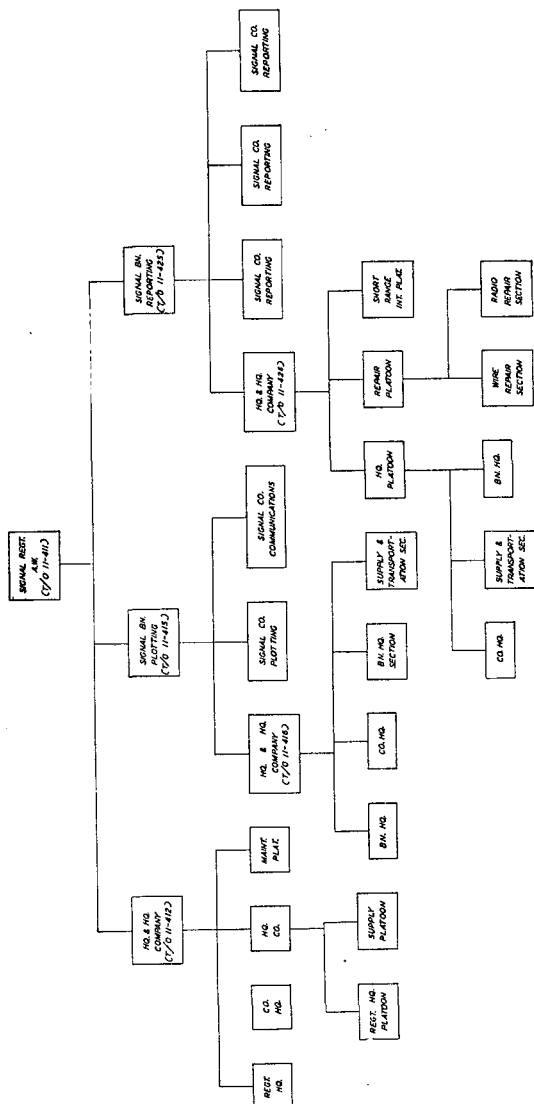 SIGNAL REGT.
A.W.
(T/O 11-411)
HQ. & HQ.
COMPANY
(T/O 11-412)
SIGNAL BN.
PLOTTING
(T/O 11-415)
SIGNAL BN.
REPORTING
(T/O 11-425)
REGT.
HQ.
CO.
HQ.
HQ.
CO.
MAINT.
PLAT.
HQ. & HQ.
COMPANY
(T/O 11-416)
SIGNAL CO.
PLOTTING
SIGNAL CO.
COMMUNICATIONS
HQ. & HQ.
COMPANY
(T/O 11-426)
SIGNAL CO.
REPORTING
SIGNAL CO.
REPORTING
SIGNAL CO.
REPORTING
REGT. HQ.
PLATOON
SUPPLY
PLATOON
BN. HQ.
CO. HQ.
BN. HQ.
SECTION
SUPPLY &
TRANSPORT-
ATION SEC.
HQ.
PLATOON
REPAIR
PLATOON
SHORT
RANGE
INT. PLAT.
CO. HQ.
SUPPLY &
TRANSPORT-
ATION SEC.
BN. HQ.
WIRE
REPAIR
SECTION
RADIO
REPAIR
SECTION